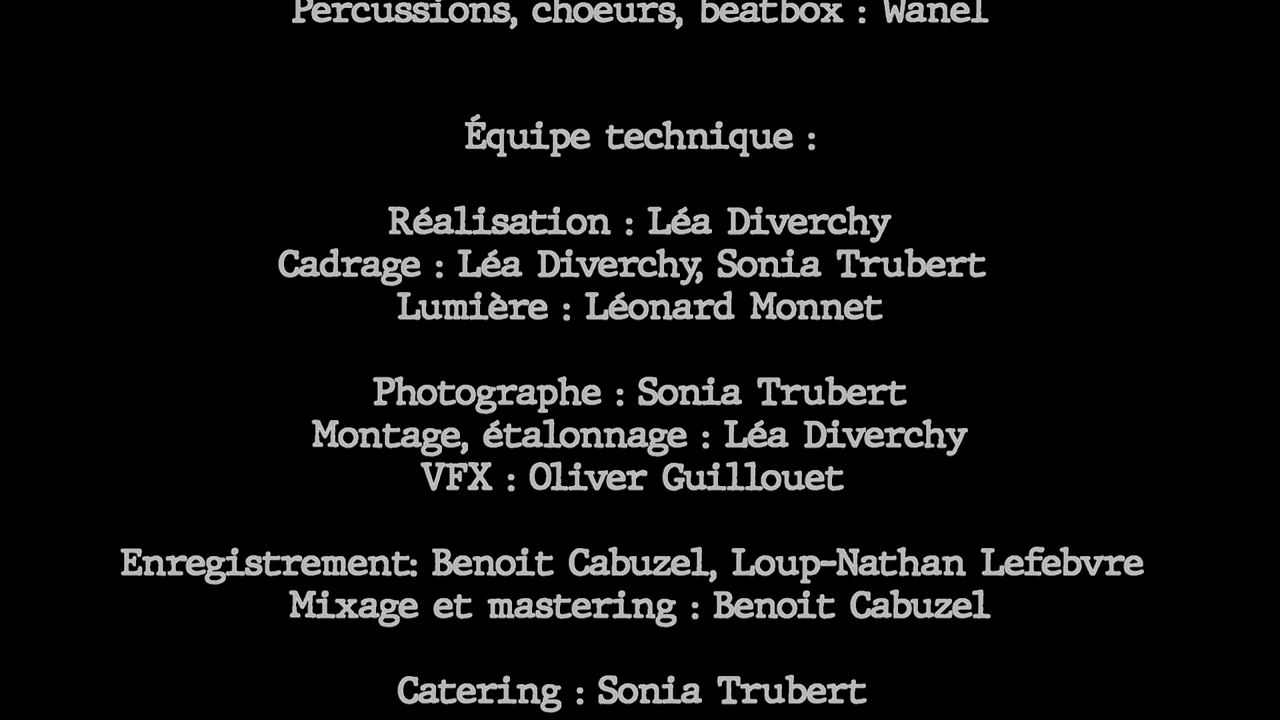 Percussions, choeurs, beatbox : Wanel
Équipe technique :
Réalisation : Léa Diverchy
Cadrage : Léa Diverchy, Sonia Trubert
Lumière : Léonard Monnet
Photographe : Sonia Trubert
Montage, étalonnage : Léa Diverchy
VFX : Oliver Guillouet
Enregistrement: Benoit Cabuzel, Loup-Nathan Lefebvre
Mixage et mastering : Benoit Cabuzel
Catering : Sonia Trubert